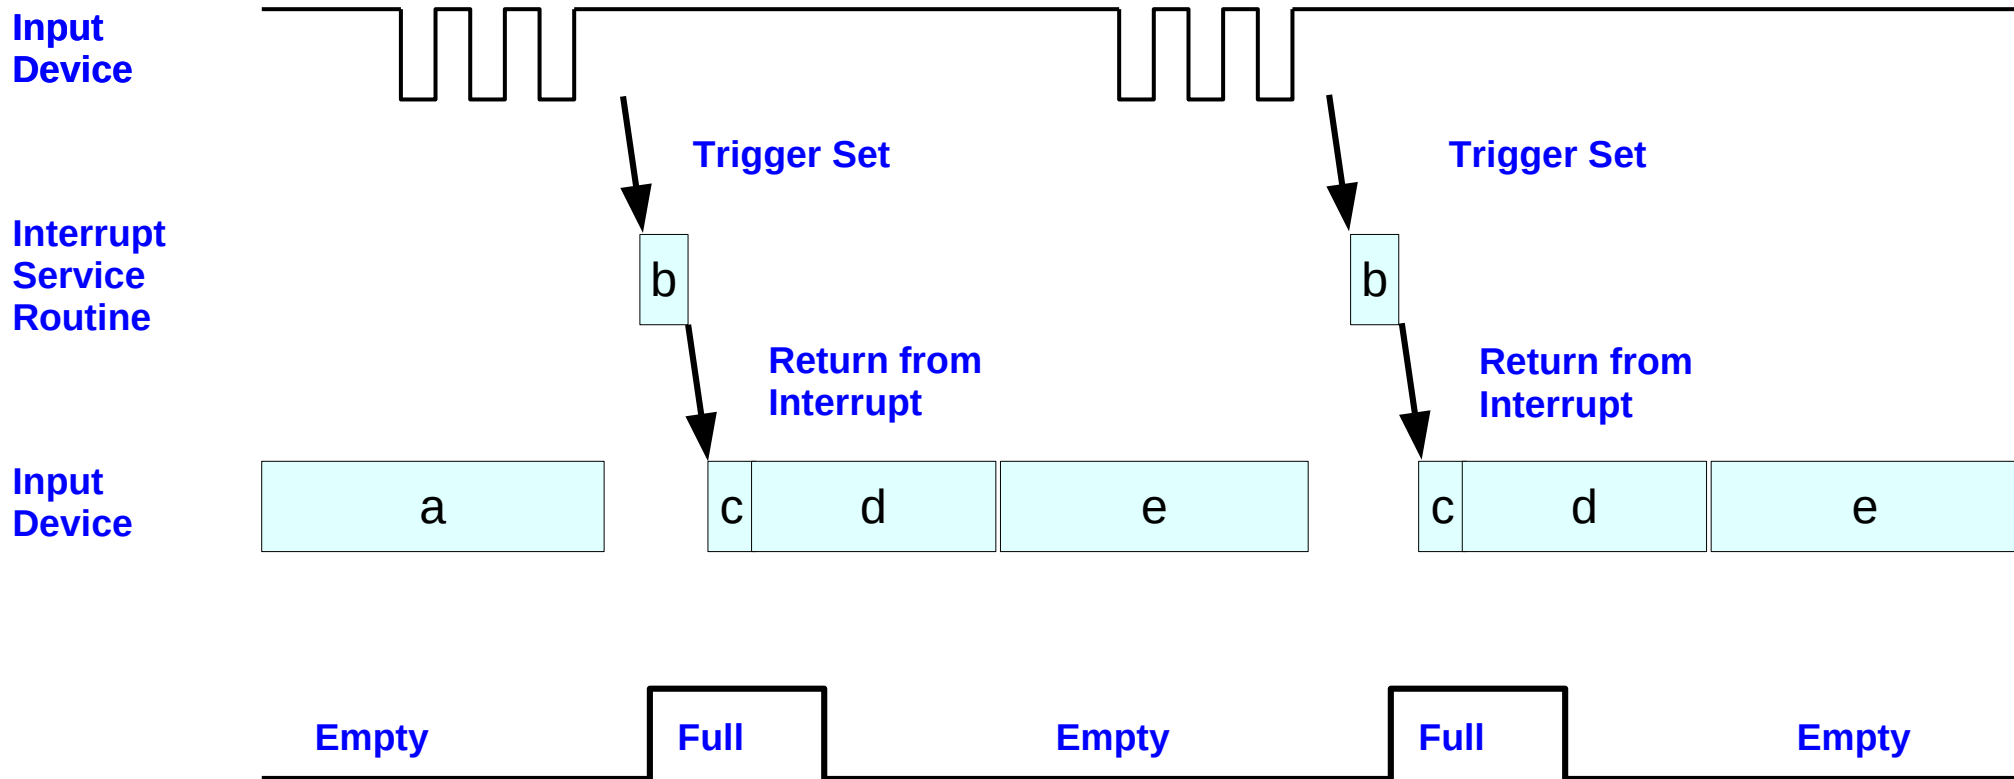 Input
Device
Trigger Set
Trigger Set
Interrupt
Service
Routine
b
b
Return from
Interrupt
Return from
Interrupt
Input
Device
a
c
d
e
c
d
e
Empty
Full
Empty
Full
Empty